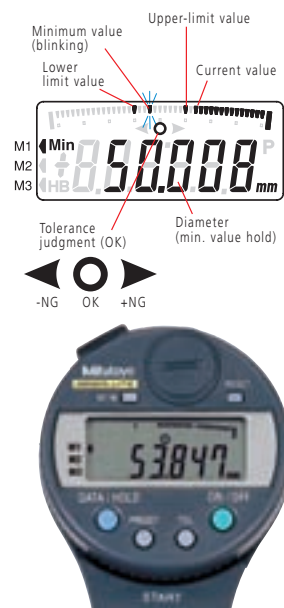 Upper-limit value
Minimum value
(blinking)
Lower
limit value
Current value
M1 Min P
M2
M3 HB
50.008 mm
Tolerance
judgment (OK)
Diameter
(min. value hold)
-NG OK +NG
Mitutoyo
ABSOLUTE
53.847
DATA / HOLD
ON / OFF
PRESET
TOL
START